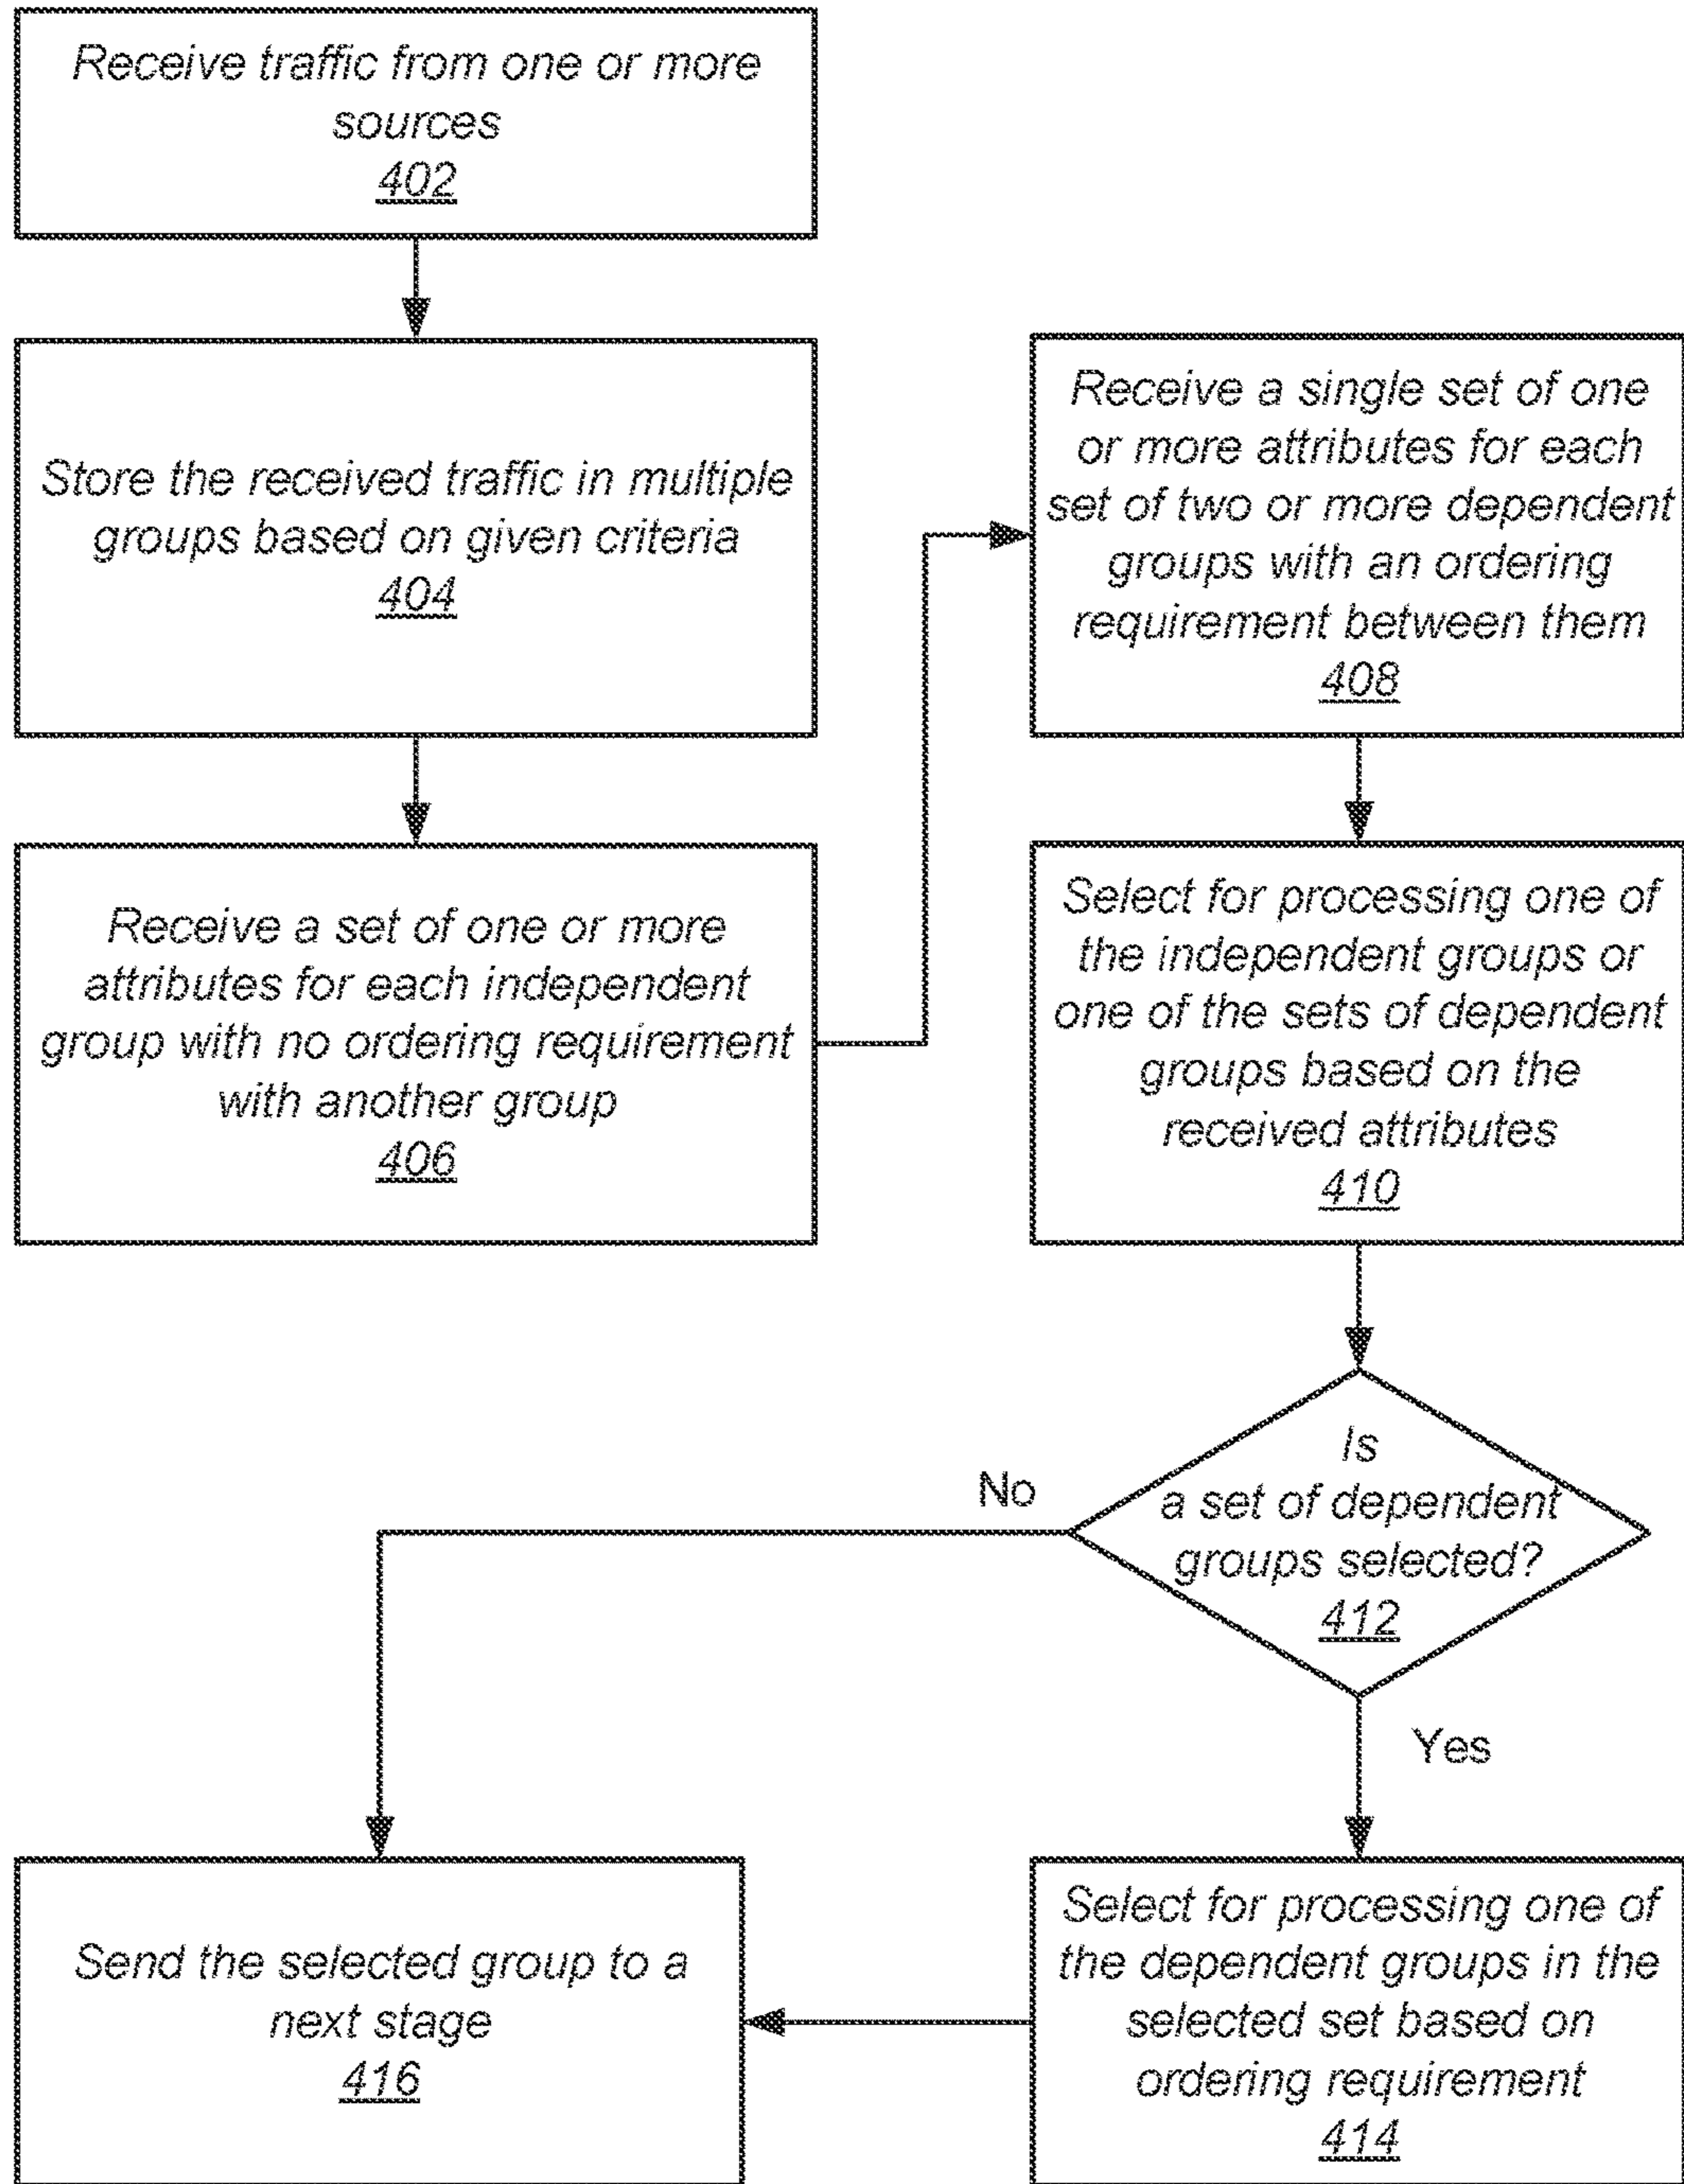 Receive traffic from one or more
sources
402
Store the received traffic in multiple
groups based on given criteria
404
Receive a set of one or more
attributes for each independent
group with no ordering requirement
with another group
406
Receive a single set of one
or more attributes for each
set of two or more dependent
groups with an ordering
requirement between them
408
Select for processing one of
the independent groups or
one of the sets of dependent
groups based on the
received attributes
410
Is
a set of dependent
groups selected?
412
No
Yes
Select for processing one of
the dependent groups in the
selected set based on
ordering requirement
414
Send the selected group to a
next stage
416